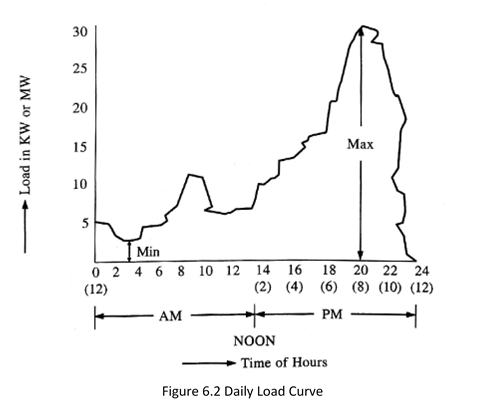 30
25
20
15
10
5
Load in KW or MW
Max
Min
0 2 4 6 8 10 12 14 16 18 20 22 24
(12) (2) (4) (6) (8) (10) (12)
AM PM
NOON
Time of Hours
Figure 6.2 Daily Load Curve